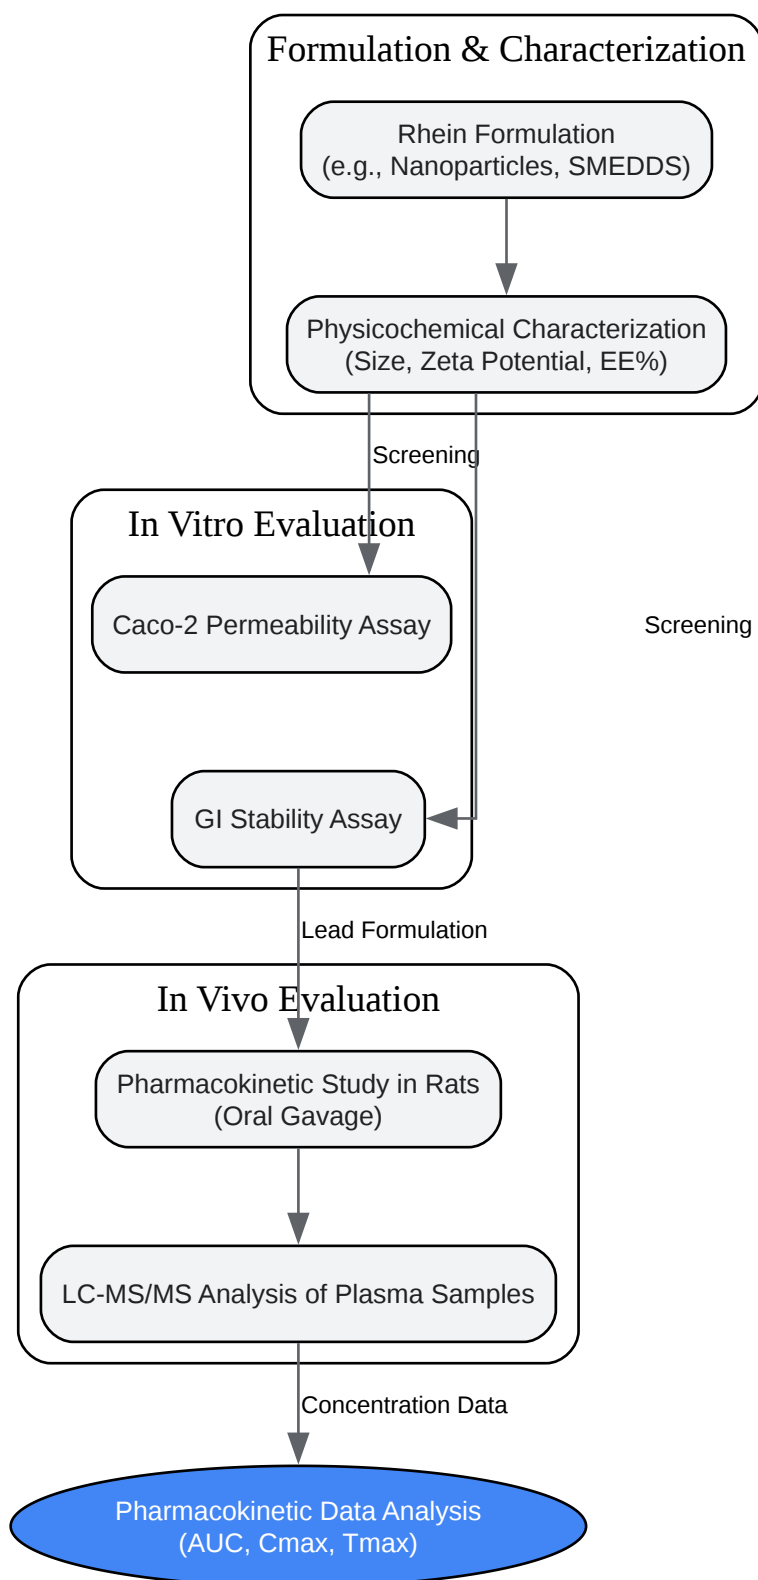 Formulation & Characterization
Rhein Formulation
(e.g., Nanoparticles, SMEDDS)
Physicochemical Characterization
(Size, Zeta Potential, EE%)
Screening
In Vitro Evaluation
Caco-2 Permeability Assay
Screening
GI Stability Assay
Lead Formulation
In Vivo Evaluation
Pharmacokinetic Study in Rats
(Oral Gavage)
LC-MS/MS Analysis of Plasma Samples
Concentration Data
Pharmacokinetic Data Analysis
(AUC, Cmax, Tmax)